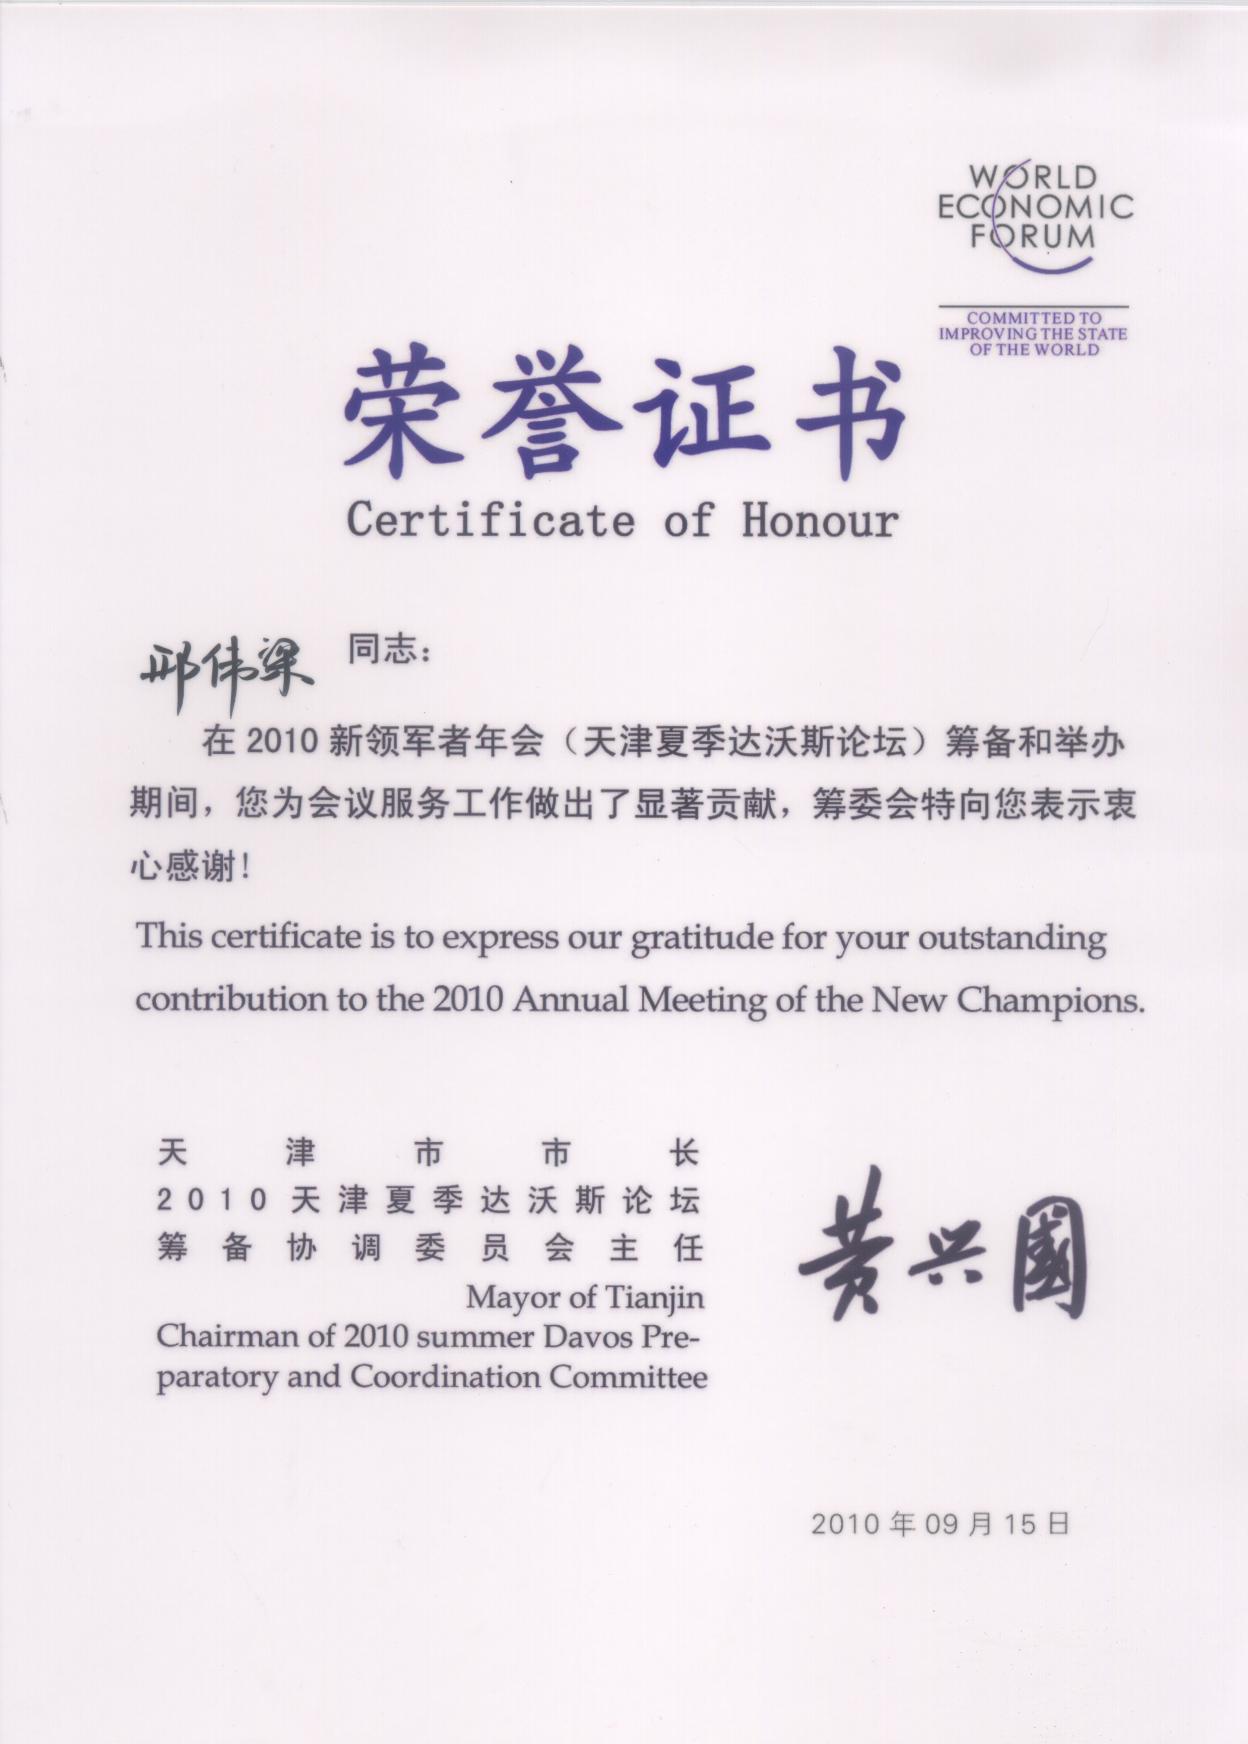 WORLD
ECONOMIC
FORUM
COMMITTED TO
IMPROVING THE STATE
OF THE WORLD
荣誉证书
Certificate of Honour
邢伟梁 同志：
在 2010 新领军者年会（天津夏季达沃斯论坛）筹备和举办
期间，您为会议服务工作做出了显著贡献，筹委会特向您表示衷
心感谢！
This certificate is to express our gratitude for your outstanding
contribution to the 2010 Annual Meeting of the New Champions.
天津市市长
2010天津夏季达沃斯论坛
筹备协调委员会主任
Mayor of Tianjin
Chairman of 2010 summer Davos Pre-
paratory and Coordination Committee
黄兴國
2010 年 09 月 15 日